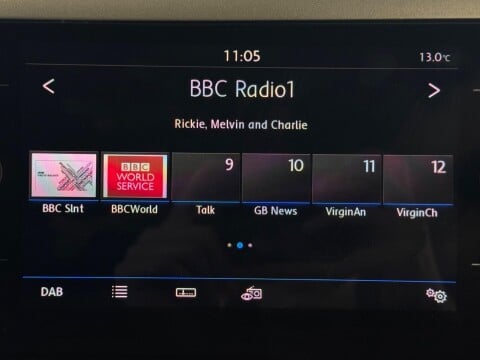 11:05
13.0°C
< BBC Radio1 >
Rickie, Melvin and Charlie
BBC WORLD SERVICE
9
10
11
12
BBC SInt
BBCWorld
Talk
GB News
VirginAn
VirginCh
DAB